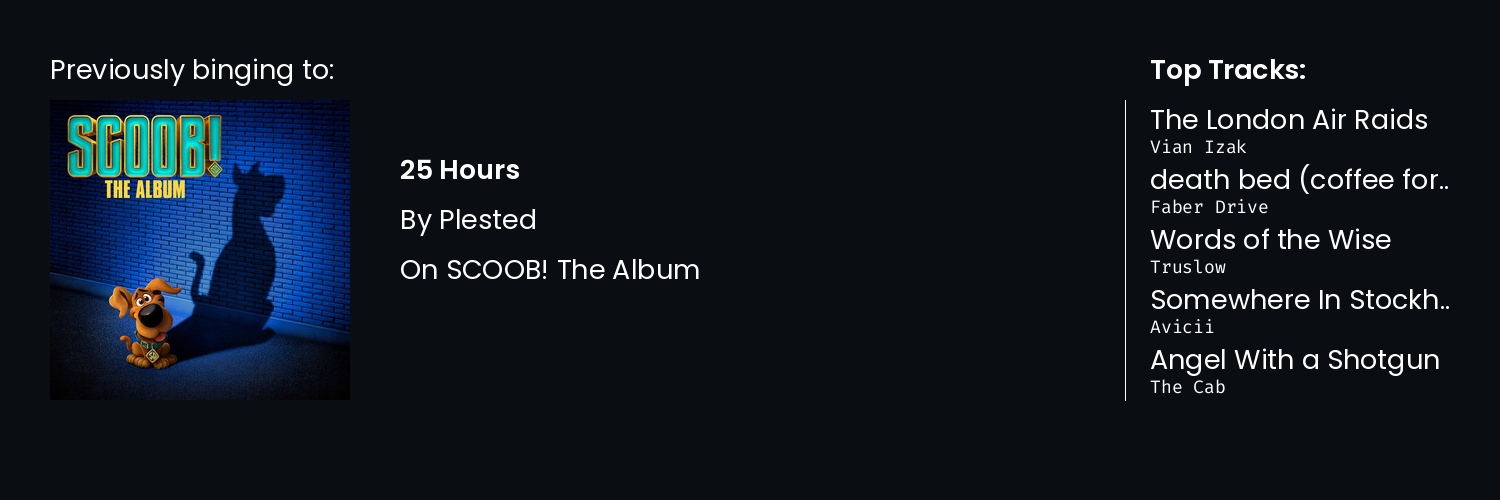 Previously binging to:
SCOOB!
THE ALBUM
25 Hours
By Plested
On SCOOB! The Album
Top Tracks:
The London Air Raids
Vian Izak
death bed (coffee for..
Faber Drive
Words of the Wise
Truslow
Somewhere In Stockh..
Avicii
Angel With a Shotgun
The Cab